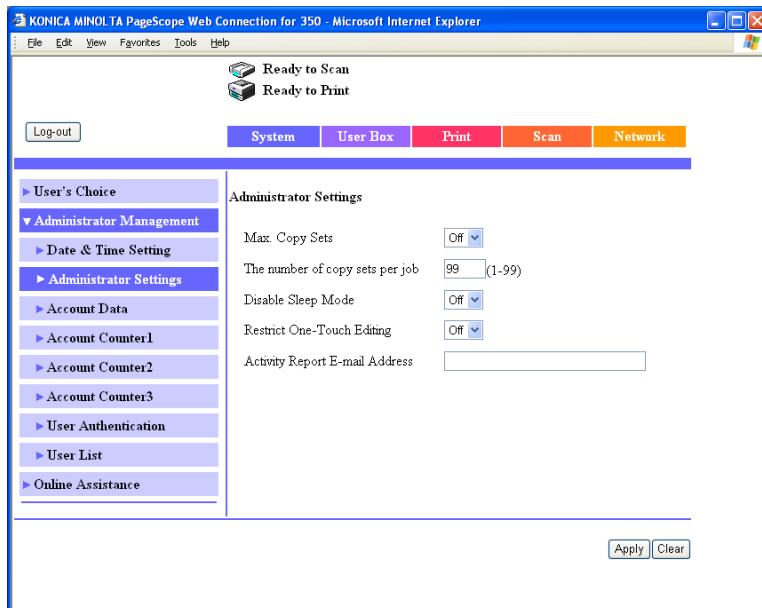 KONICA MINOLTA PageScope Web Connection for 350 - Microsoft Internet Explorer
File Edit View Favorites Tools Help
Ready to Scan
Ready to Print
Log-out
System User Box Print Scan Network
User's Choice
Administrator Management
Date & Time Setting
Administrator Settings
Account Data
Account Counter1
Account Counter2
Account Counter3
User Authentication
User List
Online Assistance
Administrator Settings
Max. Copy Sets Off
The number of copy sets per job 99 (1-99)
Disable Sleep Mode Off
Restrict One-Touch Editing Off
Activity Report E-mail Address
Apply Clear